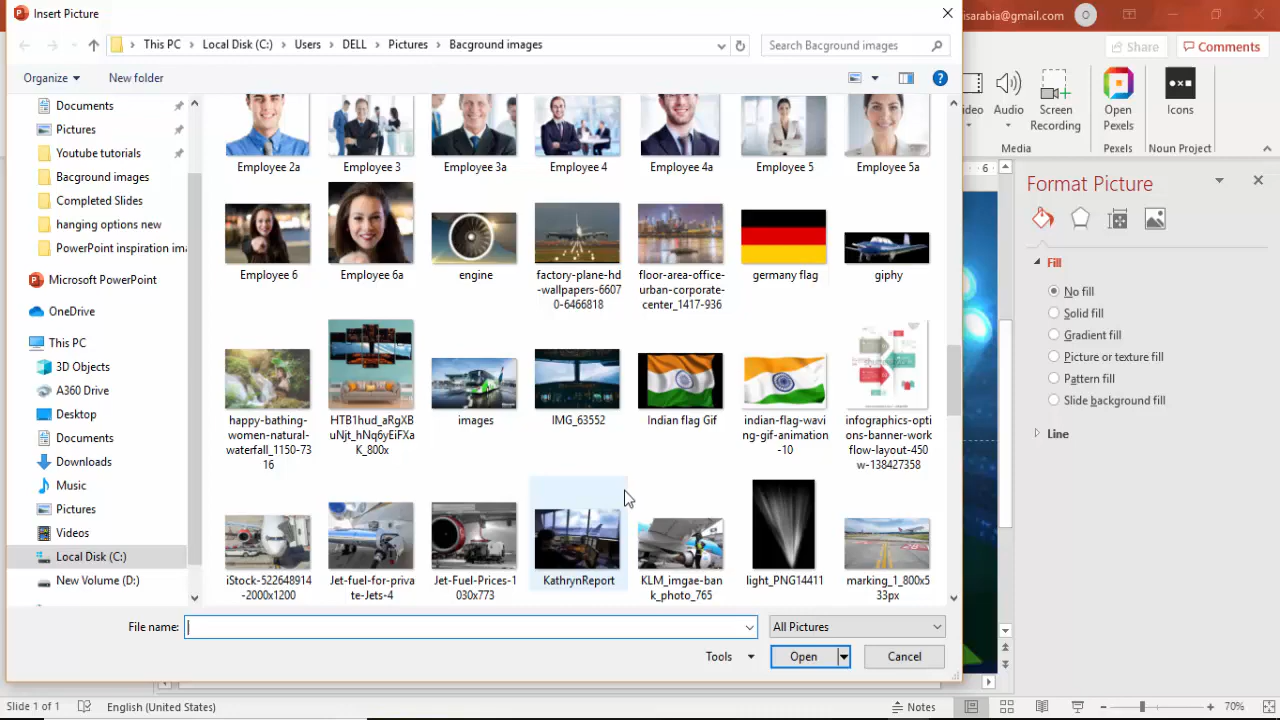 Insert Picture
isarabia@gmail.com
This PC > Local Disk (C:) > Users > DELL > Pictures > Bacground images
Search Bacground images
Share
Comments
Organize
New folder
Audio
Screen Recording
Open Pexels
Icons
Media
Pexels
Noun Project
6
Documents
Pictures
Youtube tutorials
Bacground images
Completed Slides
hanging options new
PowerPoint inspiration ima
Microsoft PowerPoint
OneDrive
This PC
3D Objects
A360 Drive
Desktop
Documents
Downloads
Music
Pictures
Videos
Local Disk (C:)
New Volume (D:)
Employee 2a
Employee 3
Employee 3a
Employee 4
Employee 4a
Employee 5
Employee 5a
Employee 6
Employee 6a
engine
factory-plane-hd
-wallpapers-6607
0-6466818
floor-area-office-
urban-corporate-
center_1417-936
germany flag
giphy
happy-bathing-
women-natural-
waterfall_1150-73
18
HTB1hud_aRgXB
uNjt_hNq6yEiFXa
K_800x
images
IMG_63552
Indian flag Gif
indian-flag-wavi
ng-gif-animation
-10
infographics-opti
ons-banner-work
flow-layout-450
w-138427358
iStock-522648914
-2000x1200
Jet-fuel-for-priva
te-Jets-4
Jet-Fuel-Prices-1
030x773
KathrynReport
KLM_imgae-ban
k_photo_765
light_PNG14411
marking_1_800x5
33px
File name:
All Pictures
Tools
Open
Cancel
Format Picture
Fill
No fill
Solid fill
Gradient fill
Picture or texture fill
Pattern fill
Slide background fill
Line
Slide 1 of 1
English (United States)
Notes
70%